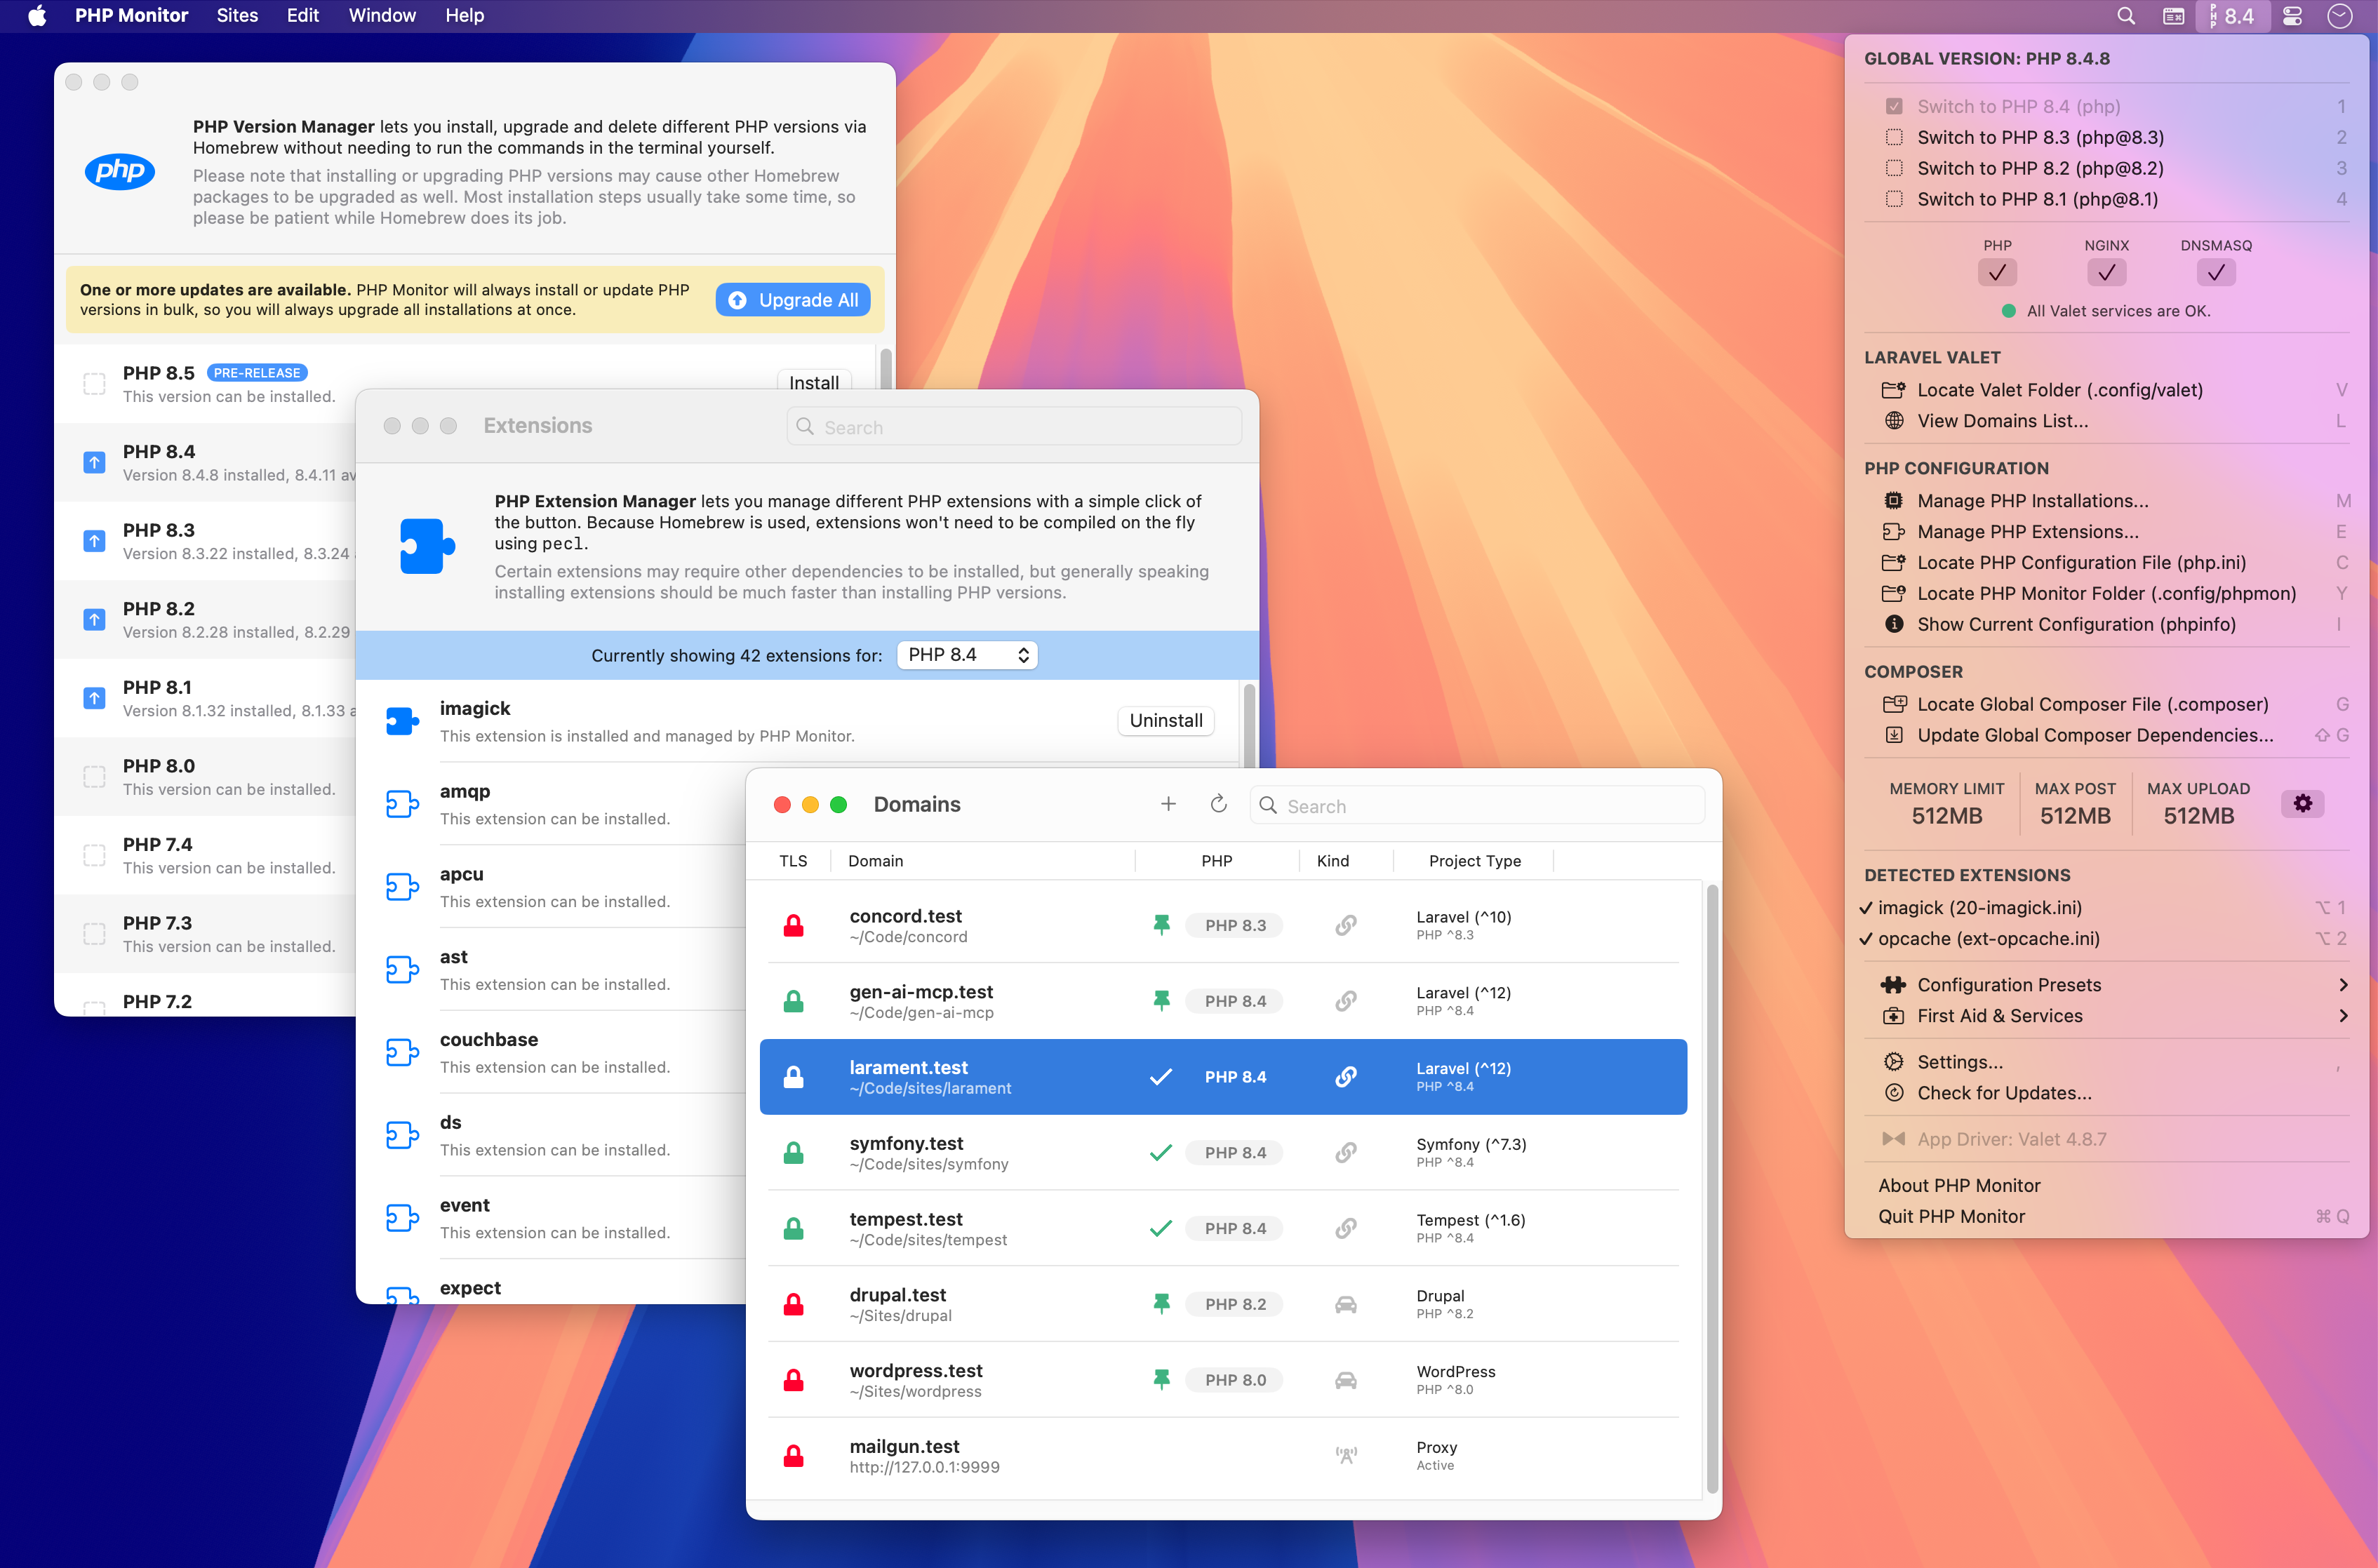 PHP Monitor Sites Edit Window Help
PHP 8.4
php
PHP Version Manager lets you install, upgrade and delete different PHP versions via
Homebrew without needing to run the commands in the terminal yourself.
Please note that installing or upgrading PHP versions may cause other Homebrew
packages to be upgraded as well. Most installation steps usually take some time, so
please be patient while Homebrew does its job.
One or more updates are available. PHP Monitor will always install or update PHP
versions in bulk, so you will always upgrade all installations at once.
Upgrade All
PHP 8.5 PRE-RELEASE
This version can be installed.
Install
PHP 8.4
Version 8.4.8 installed, 8.4.11 av
PHP 8.3
Version 8.3.22 installed, 8.3.24
PHP 8.2
Version 8.2.28 installed, 8.2.29
PHP 8.1
Version 8.1.32 installed, 8.1.33 a
PHP 8.0
This version can be installed.
PHP 7.4
This version can be installed.
PHP 7.3
This version can be installed.
PHP 7.2
Extensions
Search
PHP Extension Manager lets you manage different PHP extensions with a simple click of
the button. Because Homebrew is used, extensions won't need to be compiled on the fly
using pecl.
Certain extensions may require other dependencies to be installed, but generally speaking
installing extensions should be much faster than installing PHP versions.
Currently showing 42 extensions for: PHP 8.4
imagick
This extension is installed and managed by PHP Monitor.
Uninstall
amqp
This extension can be installed.
apcu
This extension can be installed.
ast
This extension can be installed.
couchbase
This extension can be installed.
ds
This extension can be installed.
event
This extension can be installed.
expect
Domains
Search
TLS Domain PHP Kind Project Type
concord.test PHP 8.3 Laravel (^10)
~/Code/concord PHP ^8.3
gen-ai-mcp.test PHP 8.4 Laravel (^12)
~/Code/gen-ai-mcp PHP ^8.4
larament.test PHP 8.4 Laravel (^12)
~/Code/sites/larament PHP ^8.4
symfony.test PHP 8.4 Symfony (^7.3)
~/Code/sites/symfony PHP ^8.4
tempest.test PHP 8.4 Tempest (^1.6)
~/Code/sites/tempest PHP ^8.4
drupal.test PHP 8.2 Drupal
~/Sites/drupal PHP ^8.2
wordpress.test PHP 8.0 WordPress
~/Sites/wordpress PHP ^8.0
mailgun.test Proxy
http://127.0.0.1:9999 Active
GLOBAL VERSION: PHP 8.4.8
Switch to PHP 8.4 (php) 1
Switch to PHP 8.3 (php@8.3) 2
Switch to PHP 8.2 (php@8.2) 3
Switch to PHP 8.1 (php@8.1) 4
PHP NGINX DNSMASQ
All Valet services are OK.
LARAVEL VALET
Locate Valet Folder (.config/valet) V
View Domains List... L
PHP CONFIGURATION
Manage PHP Installations... M
Manage PHP Extensions... E
Locate PHP Configuration File (php.ini) C
Locate PHP Monitor Folder (.config/phpmon) Y
Show Current Configuration (phpinfo) I
COMPOSER
Locate Global Composer File (.composer) G
Update Global Composer Dependencies... ⇧ G
MEMORY LIMIT MAX POST MAX UPLOAD
512MB 512MB 512MB
DETECTED EXTENSIONS
✓ imagick (20-imagick.ini) ⌥ 1
✓ opcache (ext-opcache.ini) ⌥ 2
Configuration Presets
First Aid & Services
Settings... ,
Check for Updates...
App Driver: Valet 4.8.7
About PHP Monitor
Quit PHP Monitor ⌘ Q